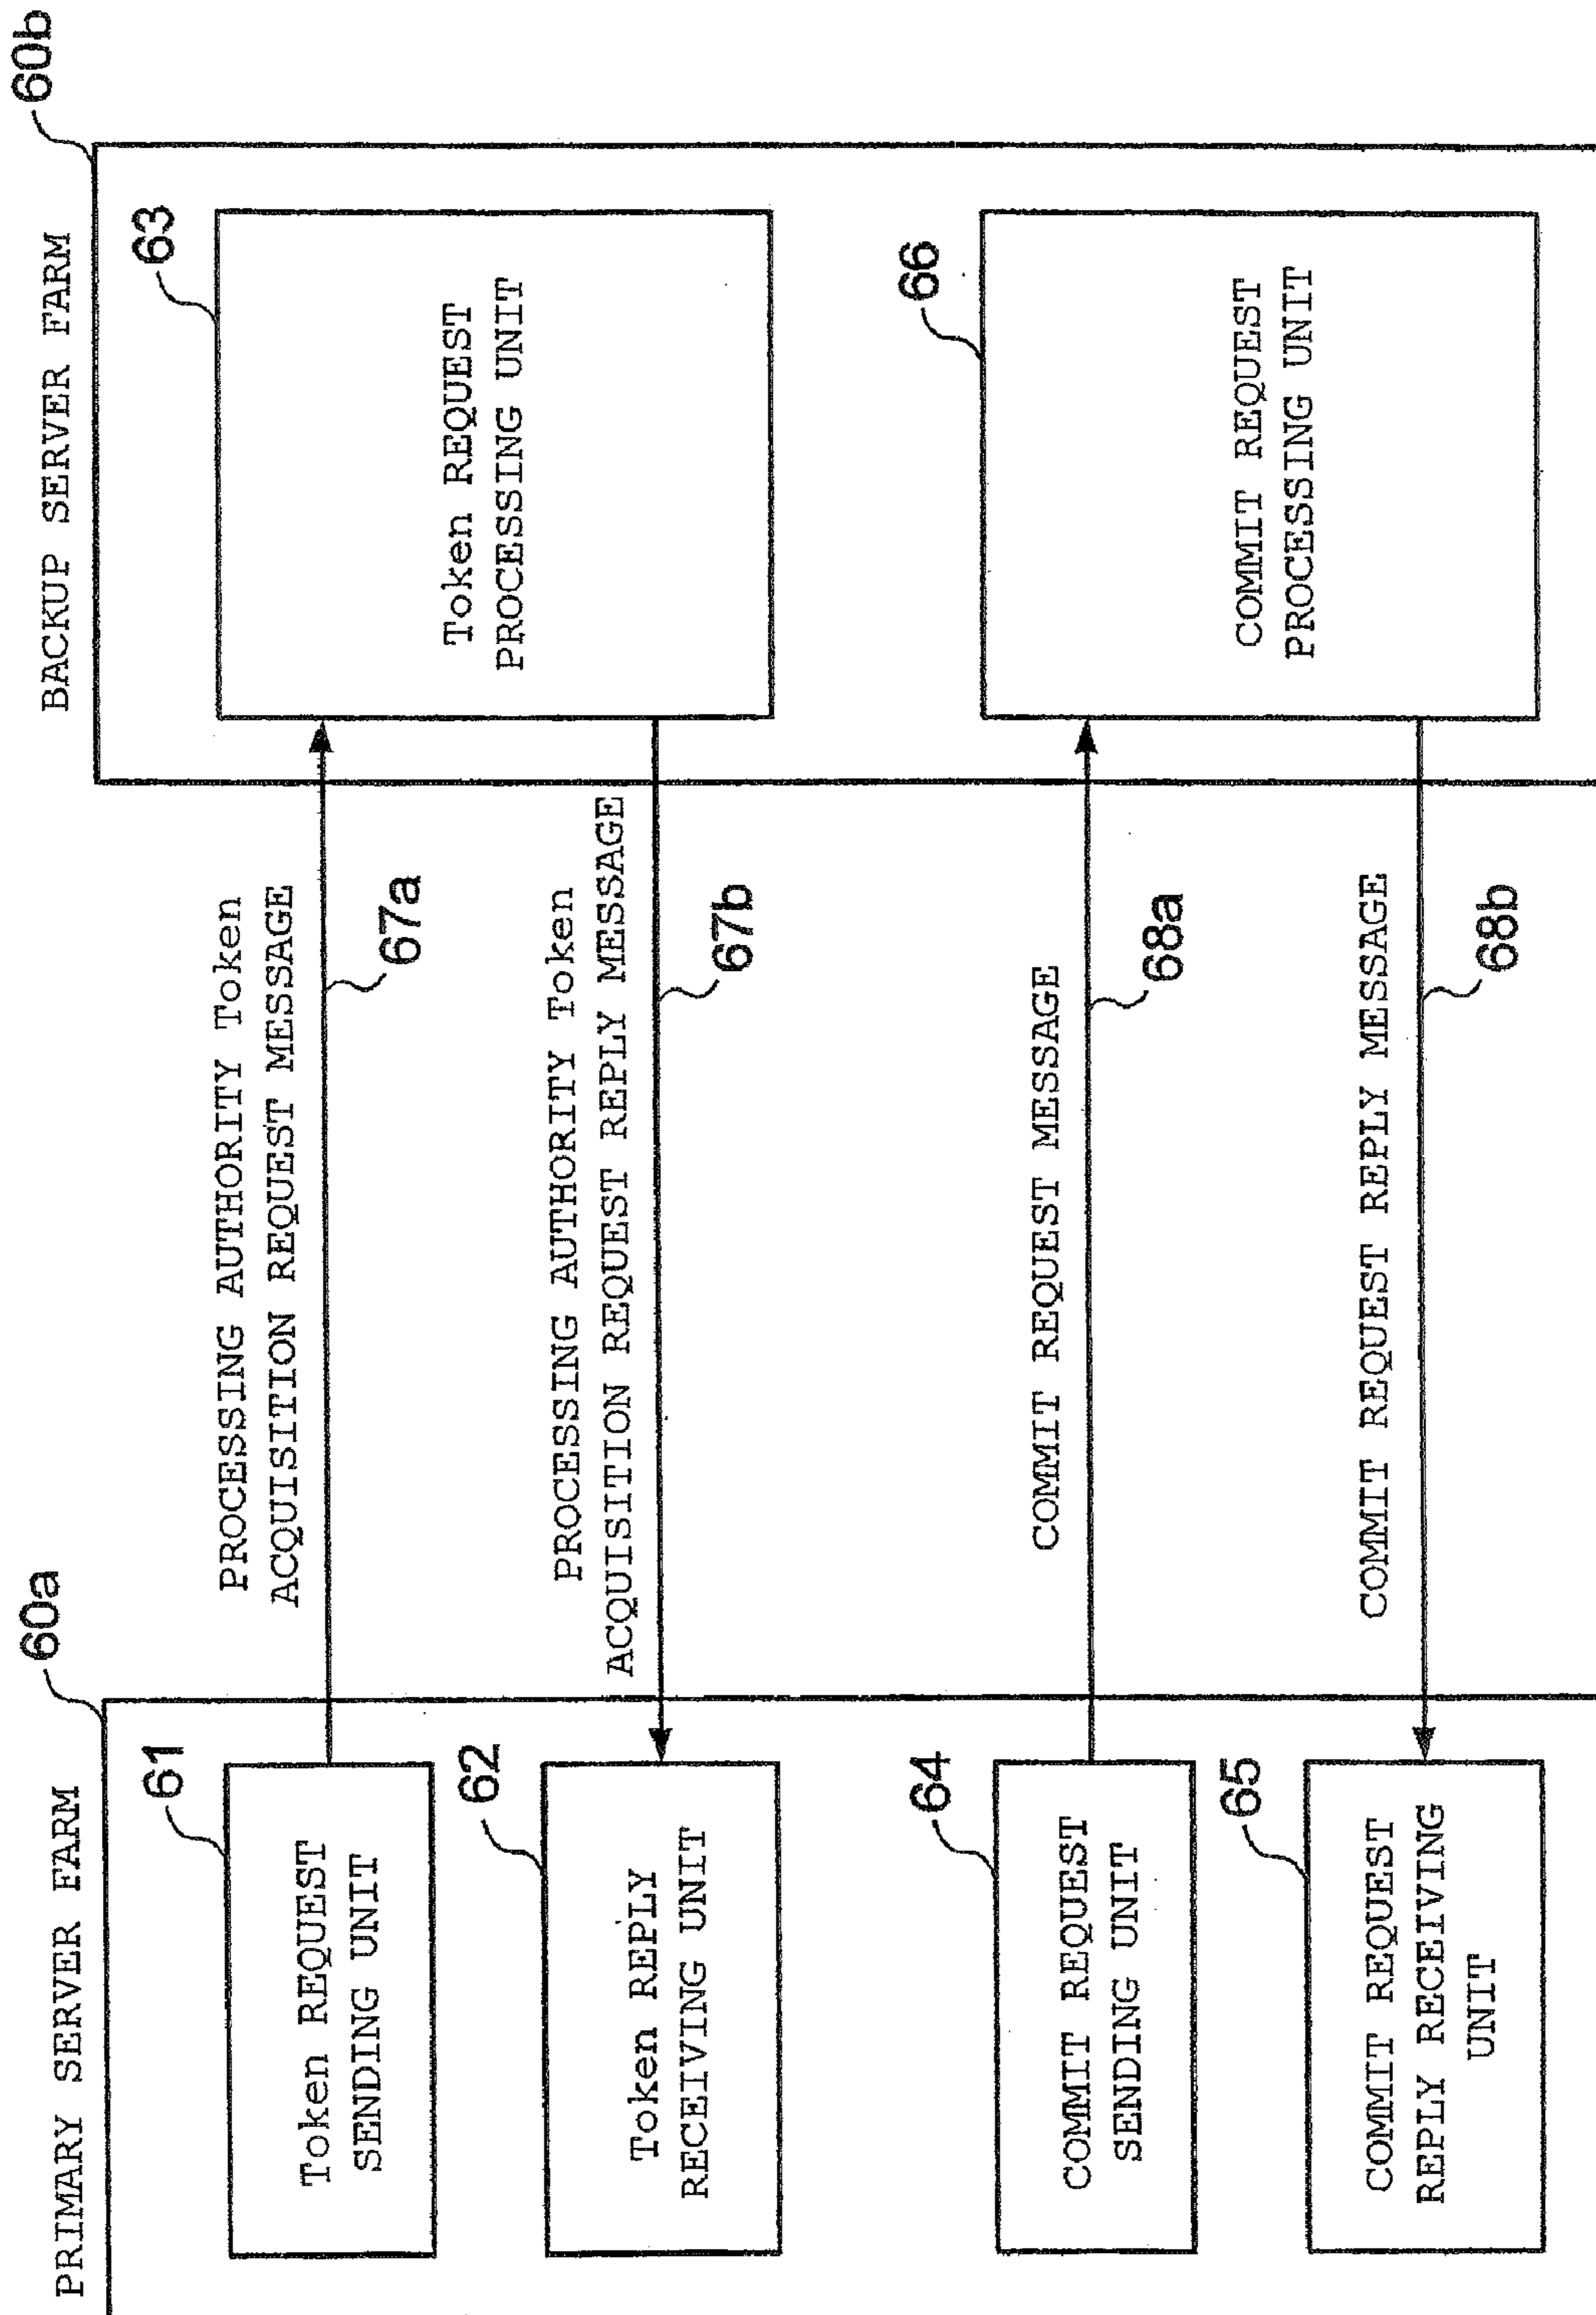 PRIMARY SERVER FARM
60a
61
Token REQUEST
SENDING UNIT
62
Token REPLY
RECEIVING UNIT
64
COMMIT REQUEST
SENDING UNIT
65
COMMIT REQUEST
REPLY RECEIVING
UNIT
PROCESSING AUTHORITY Token
ACQUISITION REQUEST MESSAGE
67a
PROCESSING AUTHORITY Token
ACQUISITION REQUEST REPLY MESSAGE
67b
COMMIT REQUEST MESSAGE
68a
COMMIT REQUEST REPLY MESSAGE
68b
BACKUP SERVER FARM
60b
63
Token REQUEST
PROCESSING UNIT
66
COMMIT REQUEST
PROCESSING UNIT